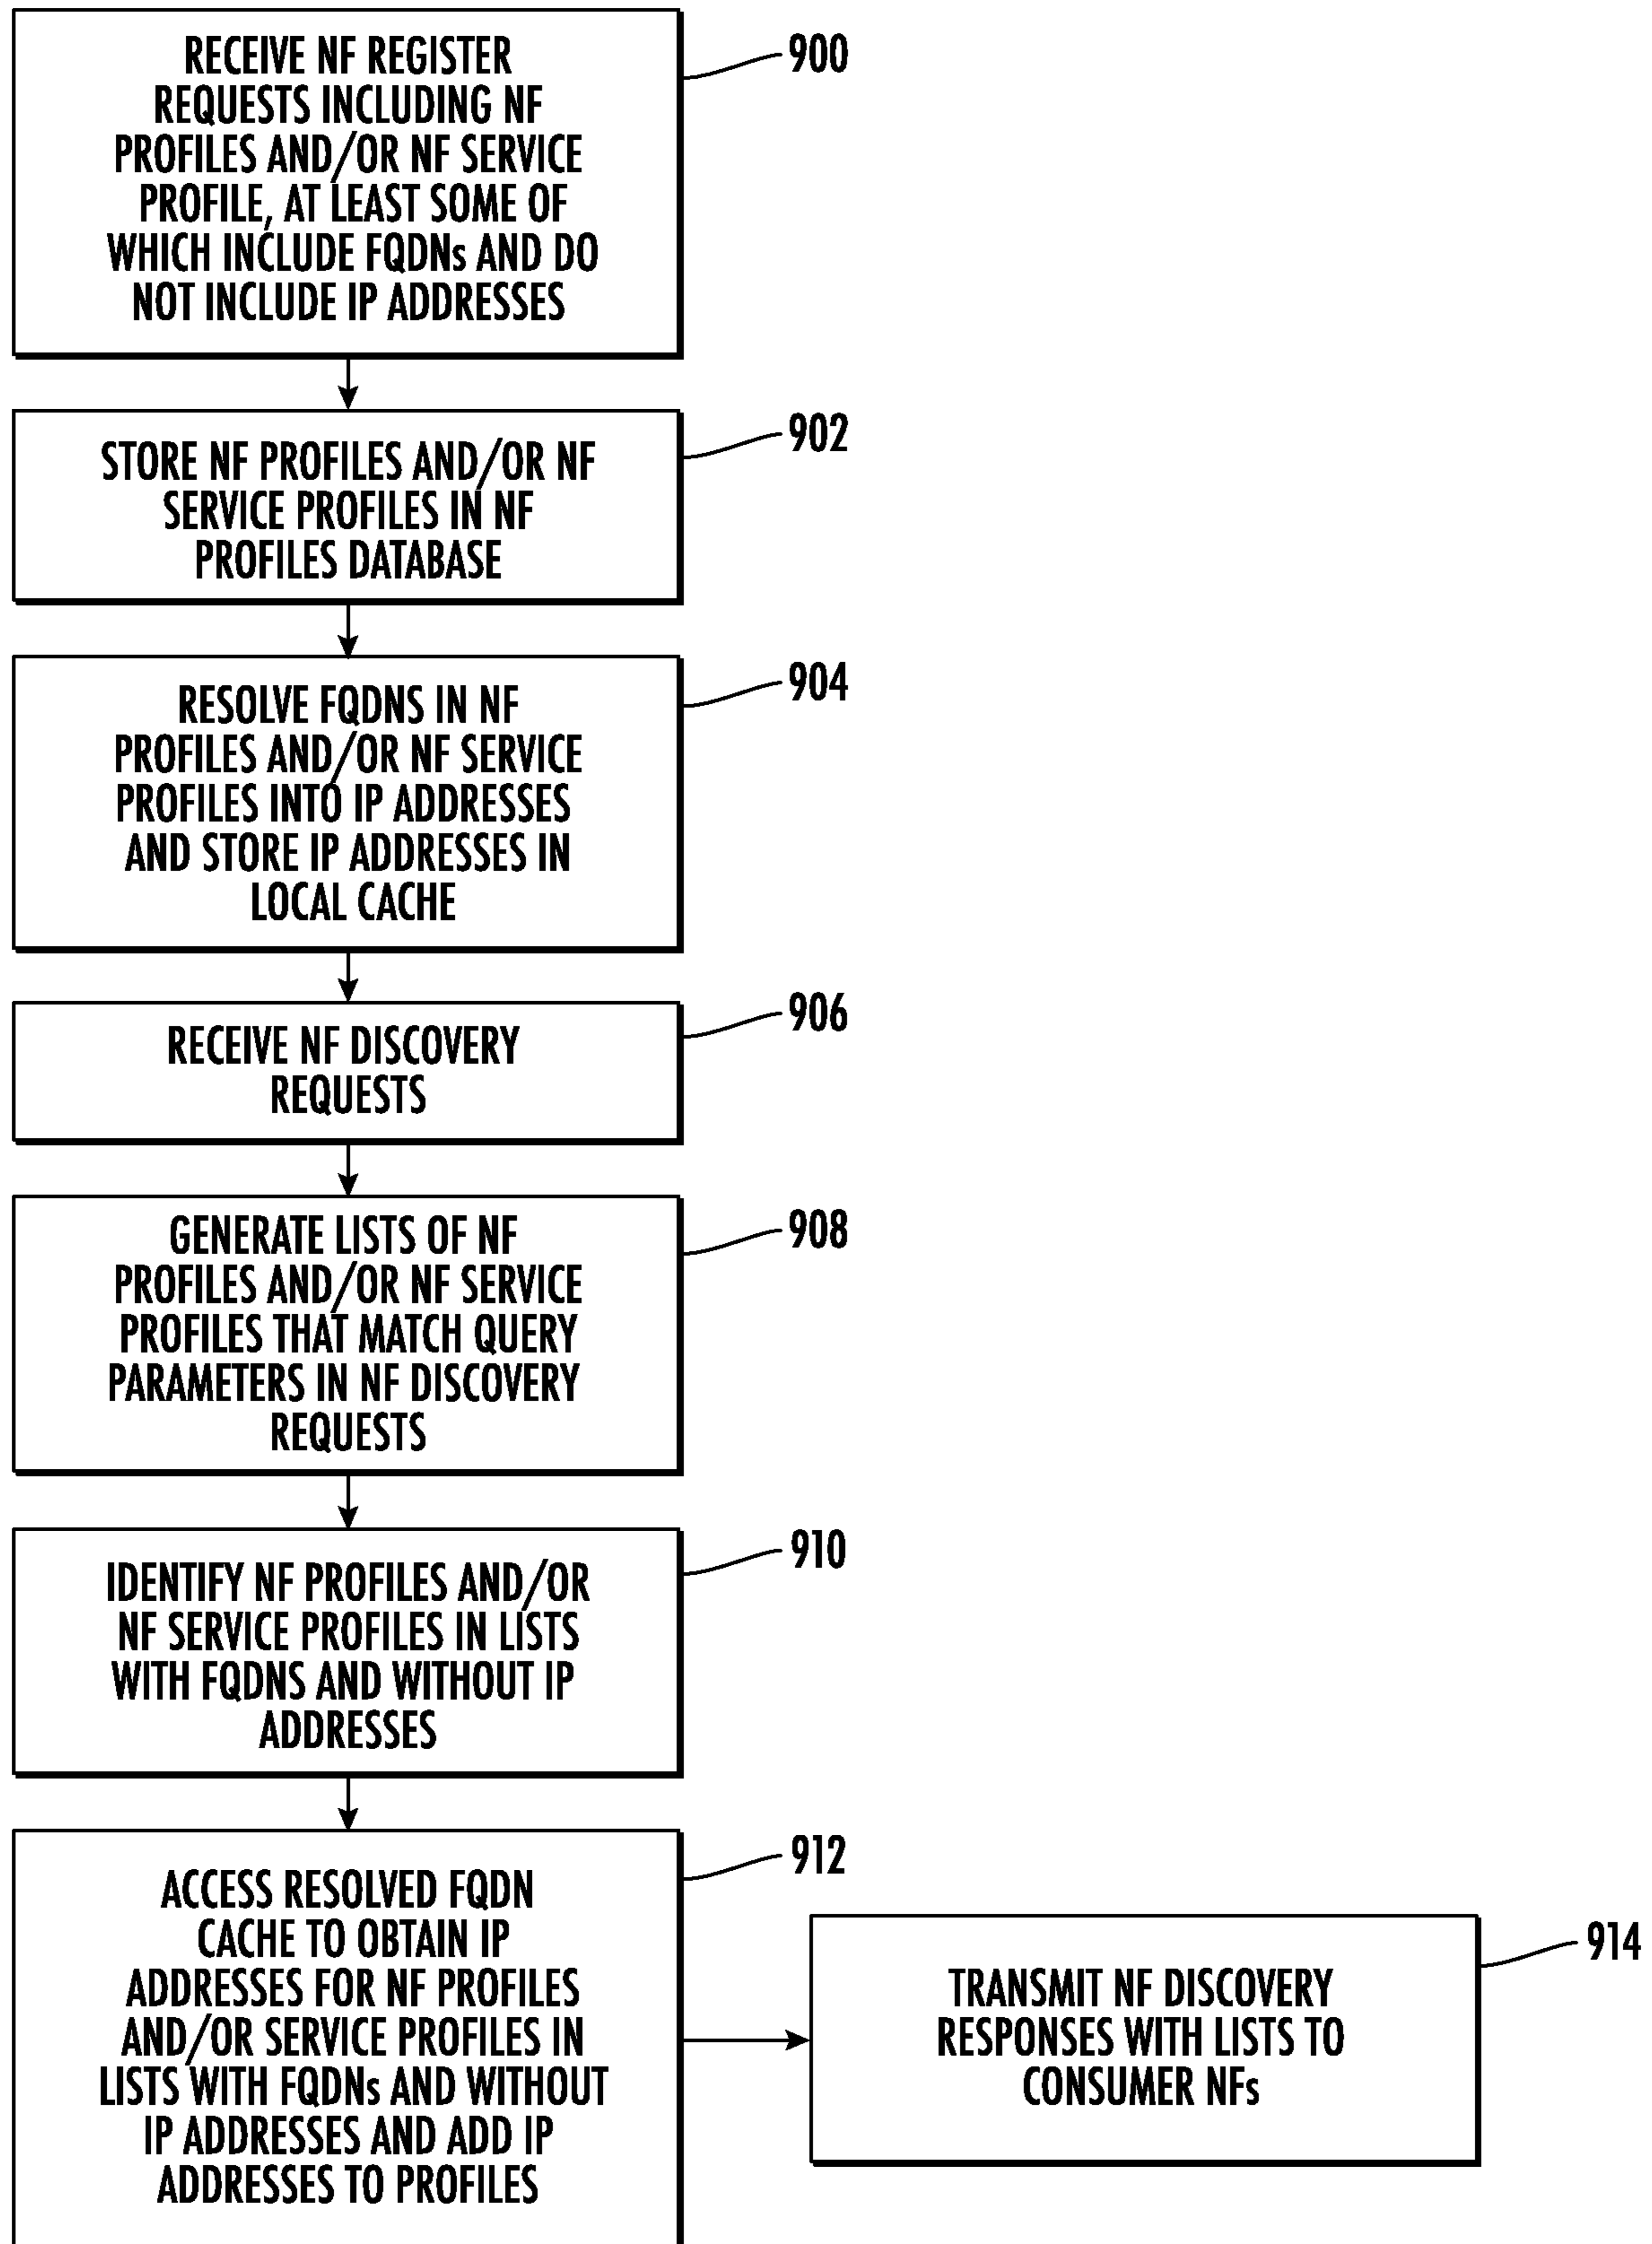 RECEIVE NF REGISTER
REQUESTS INCLUDING NF
PROFILES AND/OR NF SERVICE
PROFILE, AT LEAST SOME OF
WHICH INCLUDE FQDNs AND DO
NOT INCLUDE IP ADDRESSES
900
STORE NF PROFILES AND/OR NF
SERVICE PROFILES IN NF
PROFILES DATABASE
902
RESOLVE FQDNS IN NF
PROFILES AND/OR NF SERVICE
PROFILES INTO IP ADDRESSES
AND STORE IP ADDRESSES IN
LOCAL CACHE
904
RECEIVE NF DISCOVERY
REQUESTS
906
GENERATE LISTS OF NF
PROFILES AND/OR NF SERVICE
PROFILES THAT MATCH QUERY
PARAMETERS IN NF DISCOVERY
REQUESTS
908
IDENTIFY NF PROFILES AND/OR
NF SERVICE PROFILES IN LISTS
WITH FQDNS AND WITHOUT IP
ADDRESSES
910
ACCESS RESOLVED FQDN
CACHE TO OBTAIN IP
ADDRESSES FOR NF PROFILES
AND/OR SERVICE PROFILES IN
LISTS WITH FQDNs AND WITHOUT
IP ADDRESSES AND ADD IP
ADDRESSES TO PROFILES
912
TRANSMIT NF DISCOVERY
RESPONSES WITH LISTS TO
CONSUMER NFs
914